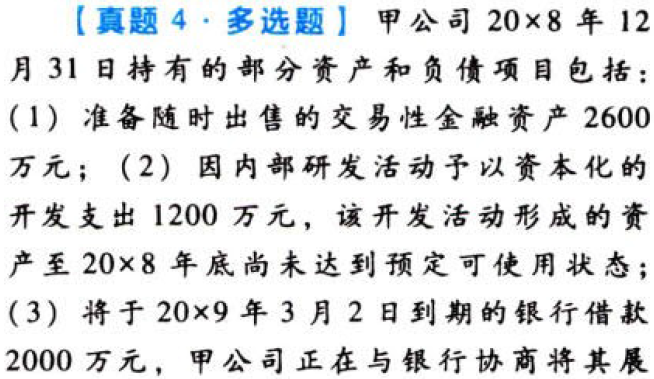 【真题 4·多选题】 甲公司 20×8 年 12
月 31 日持有的部分资产和负债项目包括：
(1) 准备随时出售的交易性金融资产 2600
万元；(2) 因内部研发活动予以资本化的
开发支出 1200 万元，该开发活动形成的资
产至 20×8 年底尚未达到预定可使用状态；
(3) 将于 20×9 年 3 月 2 日到期的银行借款
2000 万元，甲公司正在与银行协商将其展